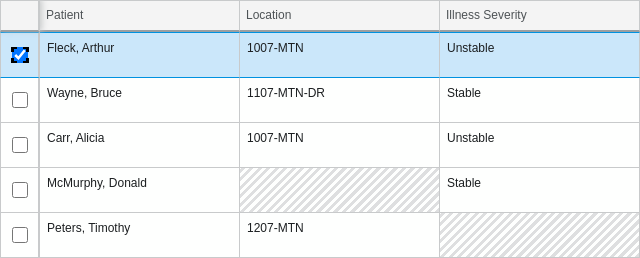 Patient Location Illness Severity
Fleck, Arthur 1007-MTN Unstable
Wayne, Bruce 1107-MTN-DR Stable
Carr, Alicia 1007-MTN Unstable
McMurphy, Donald Stable
Peters, Timothy 1207-MTN